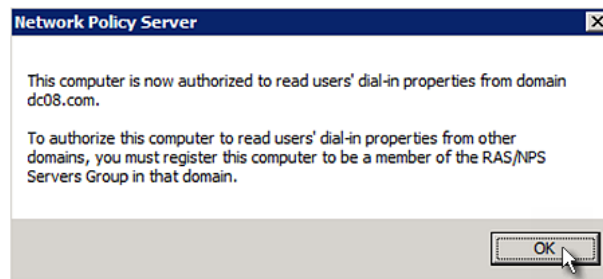 Network Policy Server
This computer is now authorized to read users' dial-in properties from domain
dc08.com.
To authorize this computer to read users' dial-in properties from other
domains, you must register this computer to be a member of the RAS/NPS
Servers Group in that domain.
OK